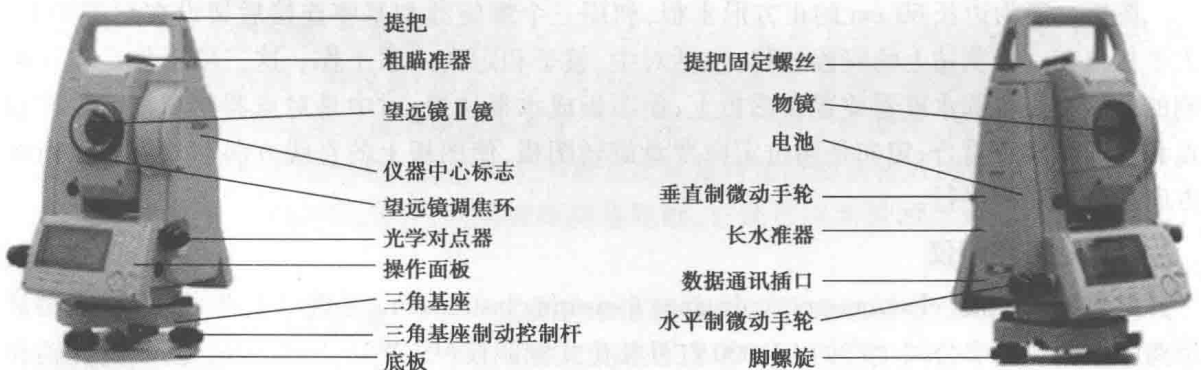 提把
粗瞄准器
望远镜Ⅱ镜
仪器中心标志
望远镜调焦环
光学对点器
操作面板
三角基座
三角基座制动控制杆
底板
提把固定螺丝
物镜
电池
垂直制微动手轮
长水准器
数据通讯插口
水平制微动手轮
脚螺旋